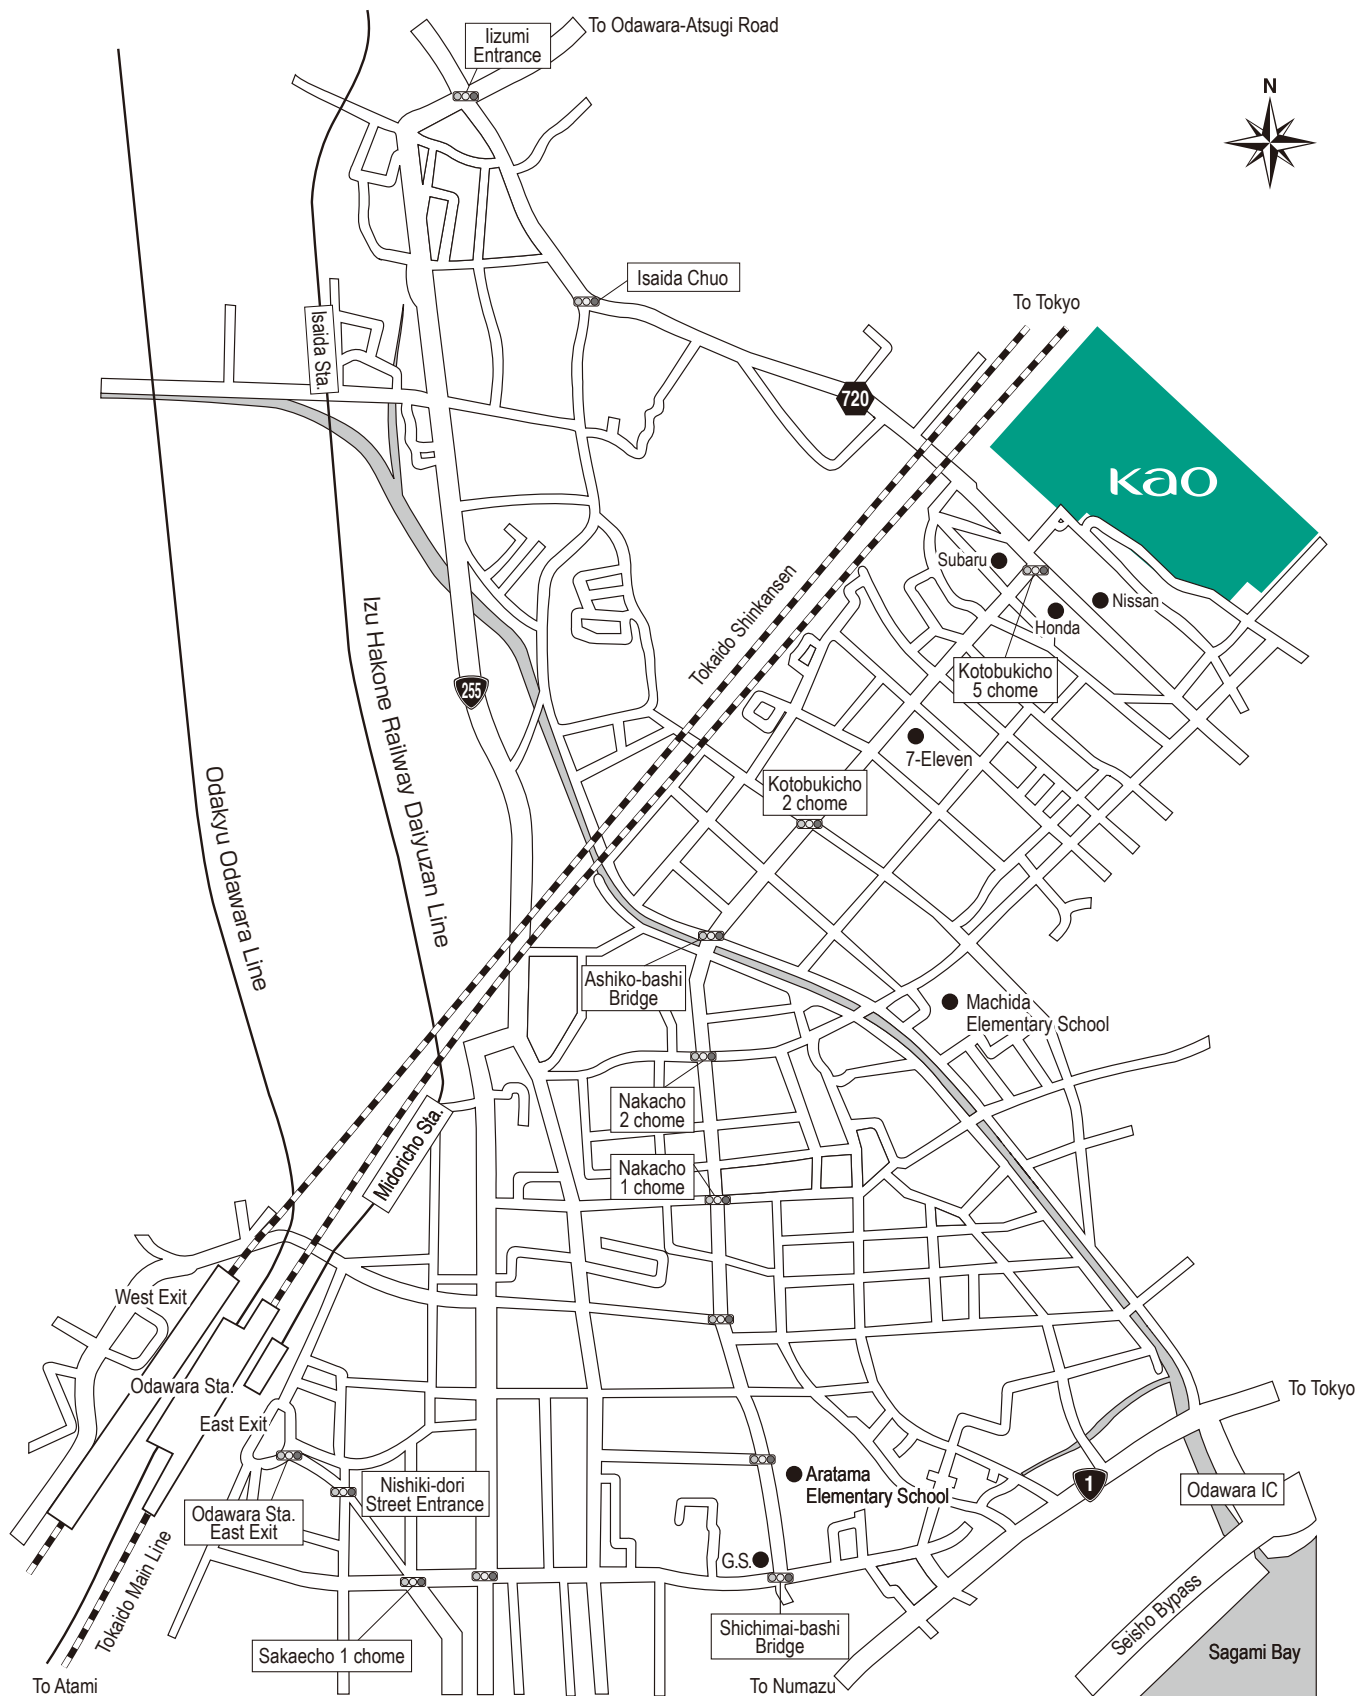 Iizumi
Entrance
To Odawara-Atsugi Road
N
Isaida Chuo
To Tokyo
Isaida Sta.
720
Kao
Subaru
Nissan
Honda
Kotobukicho
5 chome
Tokaido Shinkansen
Izu Hakone Railway Daiyuzan Line
255
Odakyu Odawara Line
7-Eleven
Kotobukicho
2 chome
Ashiko-bashi
Bridge
Machida
Elementary School
Nakacho
2 chome
Midoricho Sta.
Nakacho
1 chome
West Exit
Odawara Sta.
East Exit
To Tokyo
Nishiki-dori
Street Entrance
Aratama
Elementary School
1
Odawara IC
Odawara Sta.
East Exit
G.S.
Tokaido Main Line
Shichimai-bashi
Bridge
Seisho Bypass
Sakaecho 1 chome
Sagami Bay
To Atami
To Numazu